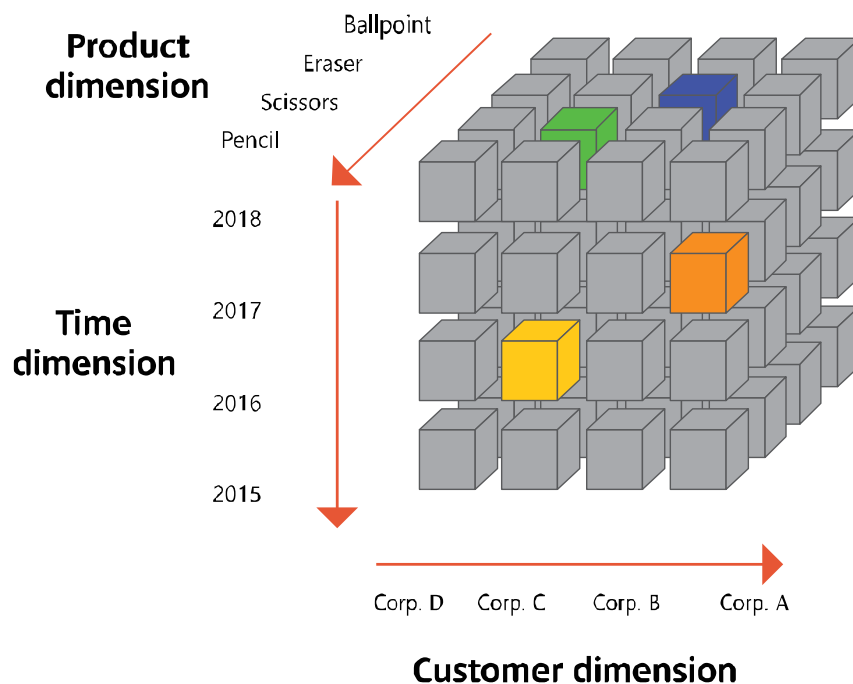 Product
dimension
Ballpoint
Eraser
Scissors
Pencil
2018
2017
Time
dimension
2016
2015
Corp. D
Corp. C
Corp. B
Corp. A
Customer dimension